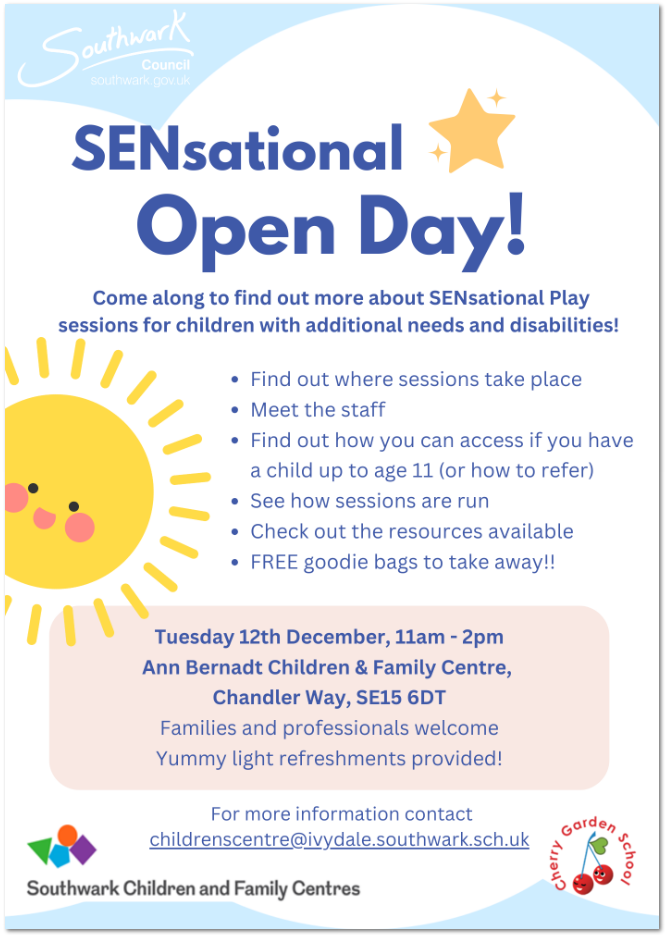 Southwark
Council
southwark.gov.uk
SENsational
Open Day!
Come along to find out more about SENsational Play
sessions for children with additional needs and disabilities!
• Find out where sessions take place
• Meet the staff
• Find out how you can access if you have
a child up to age 11 (or how to refer)
• See how sessions are run
• Check out the resources available
• FREE goodie bags to take away!!
Tuesday 12th December, 11am - 2pm
Ann Bernadt Children & Family Centre,
Chandler Way, SE15 6DT
Families and professionals welcome
Yummy light refreshments provided!
For more information contact
childrenscentre@ivydale.southwark.sch.uk
Southwark Children and Family Centres
Cherry Garden School